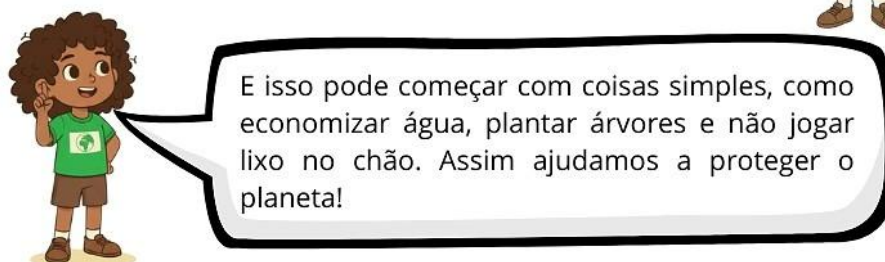 E isso pode começar com coisas simples, como
economizar água, plantar árvores e não jogar
lixo no chão. Assim ajudamos a proteger o
planeta!